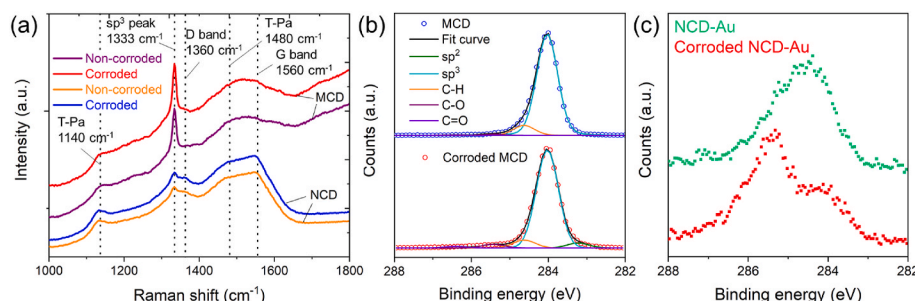 (a)
sp³ peak
1333 cm⁻¹
D band
1360 cm⁻¹
T-Pa
1480 cm⁻¹
G band
1560 cm⁻¹
Non-corroded
Corroded
Non-corroded
Corroded
T-Pa
1140 cm⁻¹
MCD
NCD
Intensity (a.u.)
1000 1200 1400 1600 1800
Raman shift (cm⁻¹)
(b)
MCD
Fit curve
sp²
sp³
C-H
C-O
C=O
Corroded MCD
Counts (a.u.)
288 286 284 282
Binding energy (eV)
(c)
NCD-Au
Corroded NCD-Au
Counts (a.u.)
288 286 284 282
Binding energy (eV)